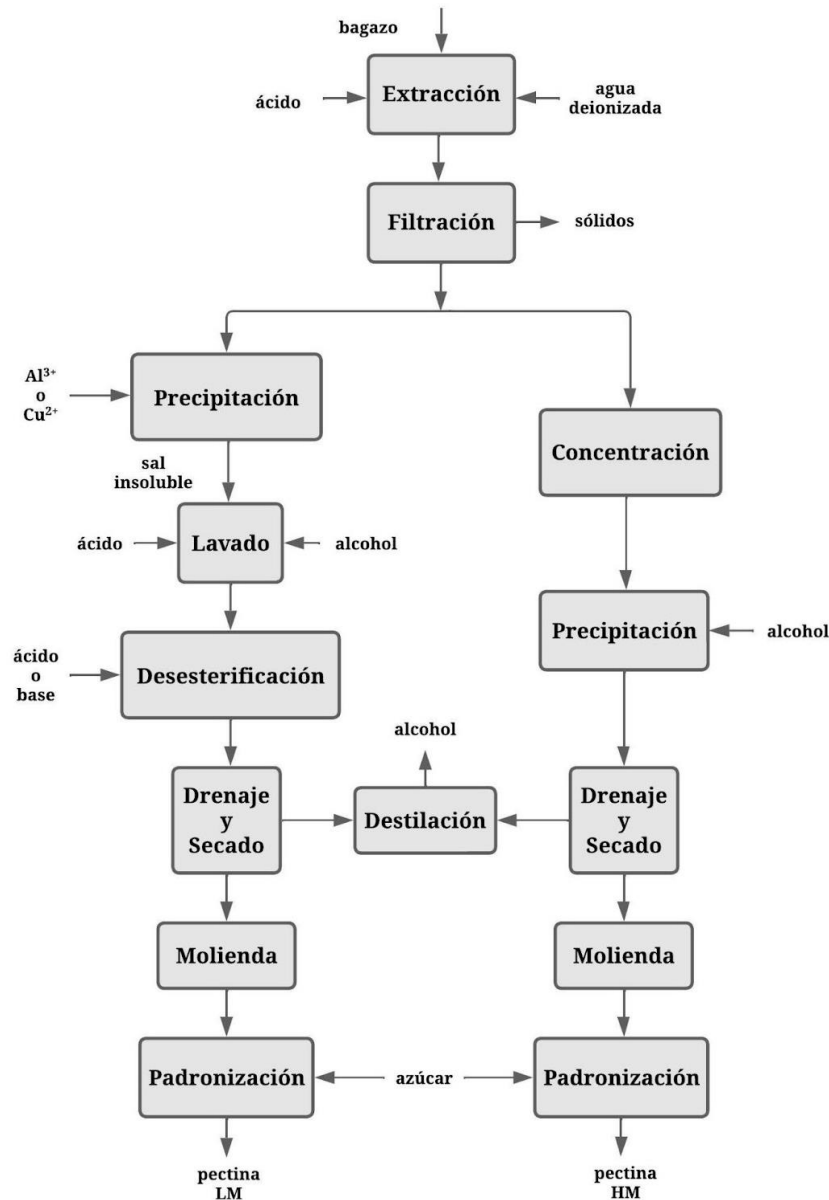 bagazo
ácido
Extracción
agua
deionizada
Filtración
sólidos
Al³⁺
o
Cu²⁺
Precipitación
Concentración
sal
insoluble
ácido
Lavado
alcohol
Precipitación
alcohol
ácido
o
base
Desesterificación
alcohol
Drenaje
y
Secado
Destilación
Drenaje
y
Secado
Molienda
Molienda
Padronización
azúcar
Padronización
pectina
LM
pectina
HM